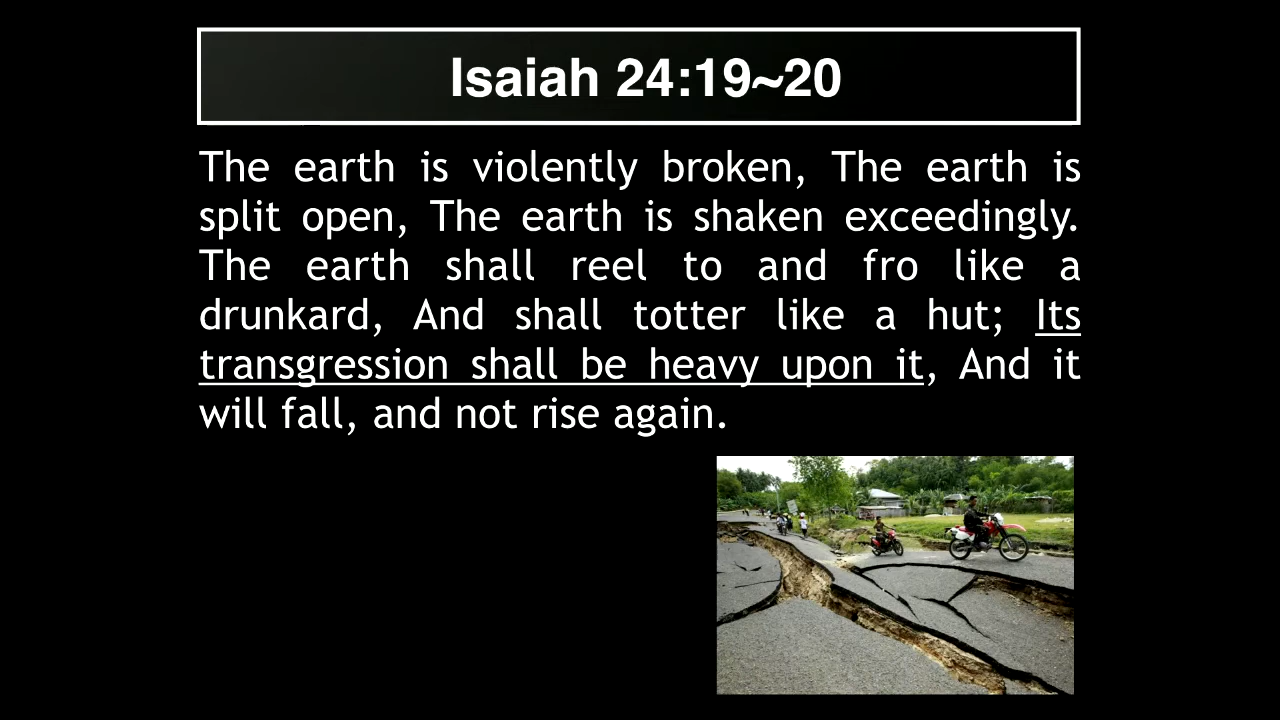 Isaiah 24:19~20
The earth is violently broken, The earth is
split open, The earth is shaken exceedingly.
The earth shall reel to and fro like a
drunkard, And shall totter like a hut; Its
transgression shall be heavy upon it, And it
will fall, and not rise again.